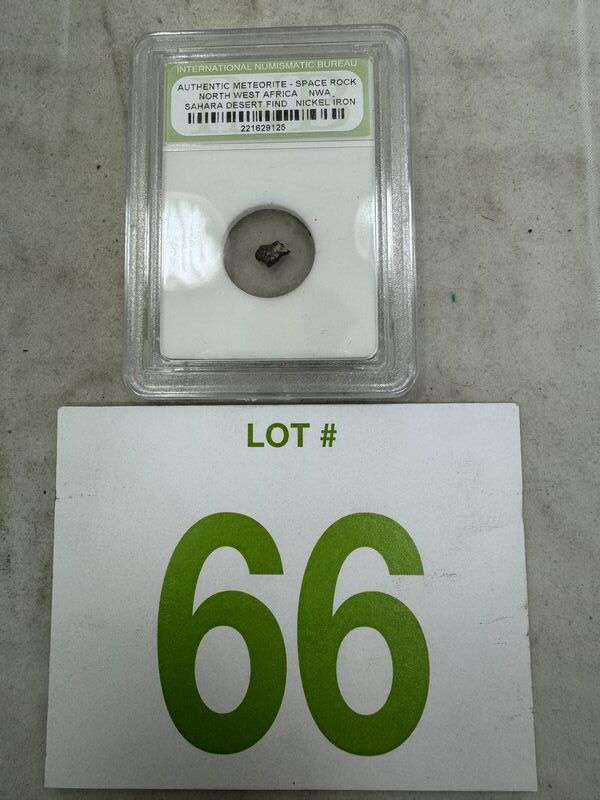 INTERNATIONAL NUMISMATIC BUREAU
AUTHENTIC METEORITE - SPACE ROCK
NORTH WEST AFRICA NWA
SAHARA DESERT FIND NICKEL IRON
221629125
LOT #
66